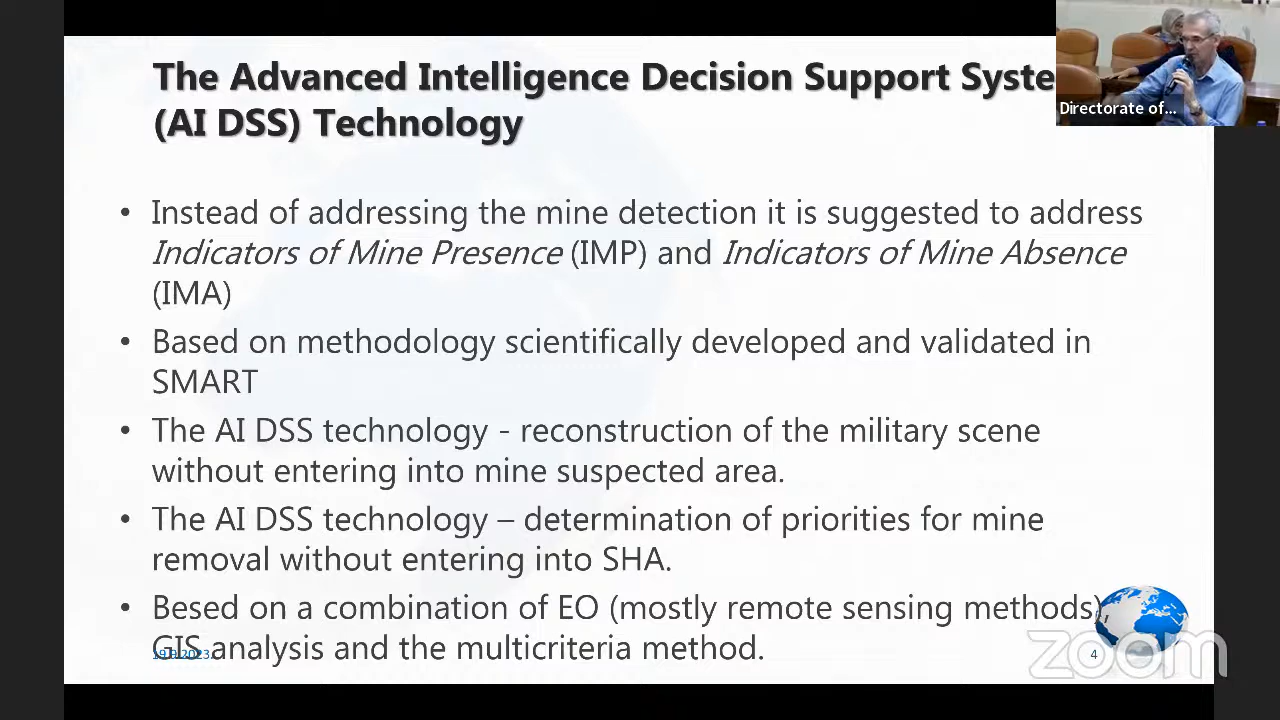 The Advanced Intelligence Decision Support Syste
(AI DSS) Technology
Directorate of...
• Instead of addressing the mine detection it is suggested to address
Indicators of Mine Presence (IMP) and Indicators of Mine Absence
(IMA)
• Based on methodology scientifically developed and validated in
SMART
• The AI DSS technology - reconstruction of the military scene
without entering into mine suspected area.
• The AI DSS technology – determination of priorities for mine
removal without entering into SHA.
• Besed on a combination of EO (mostly remote sensing methods)
GIS analysis and the multicriteria method.
19.9.2023.
4
zoom